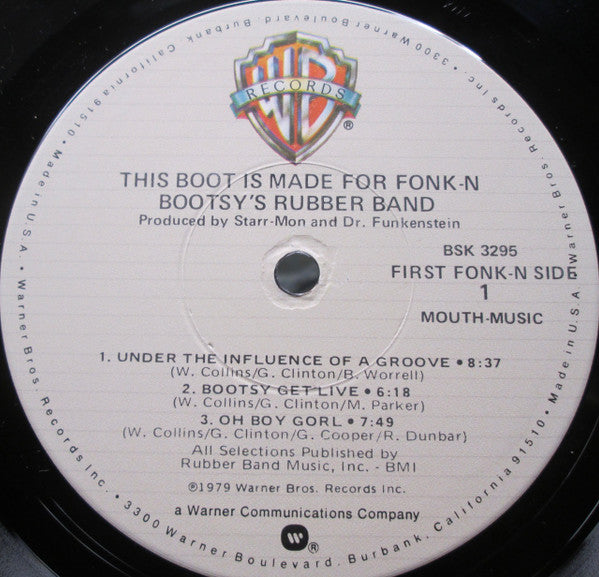 WB
RECORDS
®
THIS BOOT IS MADE FOR FONK-N
BOOTSY'S RUBBER BAND
Produced by Starr-Mon and Dr. Funkenstein
BSK 3295
FIRST FONK-N SIDE
1
MOUTH-MUSIC
1. UNDER THE INFLUENCE OF A GROOVE • 8:37
(W. Collins/G. Clinton/B. Worrell)
2. BOOTSY GET LIVE • 6:18
(W. Collins/G. Clinton/M. Parker)
3. OH BOY GORL • 7:49
(W. Collins/G. Clinton/G. Cooper/R. Dunbar)
All Selections Published by
Rubber Band Music, Inc. - BMI
℗1979 Warner Bros. Records Inc.
a Warner Communications Company
®
Made in U.S.A. • Warner Bros. Records Inc. • 3300 Warner Boulevard, Burbank, California 91510 • Made in U.S.A. • Warner Bros. Records Inc. • 3300 Warner Boulevard, Burbank, California 91510 •